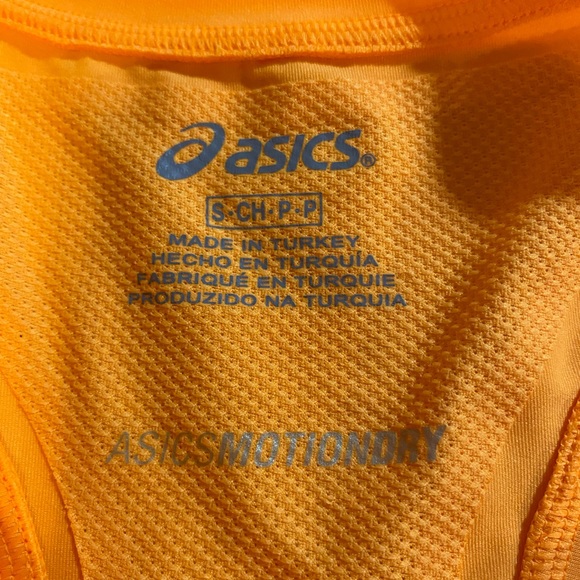 asics®
S·CH·P·P
MADE IN TURKEY
HECHO EN TURQUIA
FABRIQUÉ EN TURQUIE
PRODUZIDO NA TURQUIA
ASICSMOTIONDRY